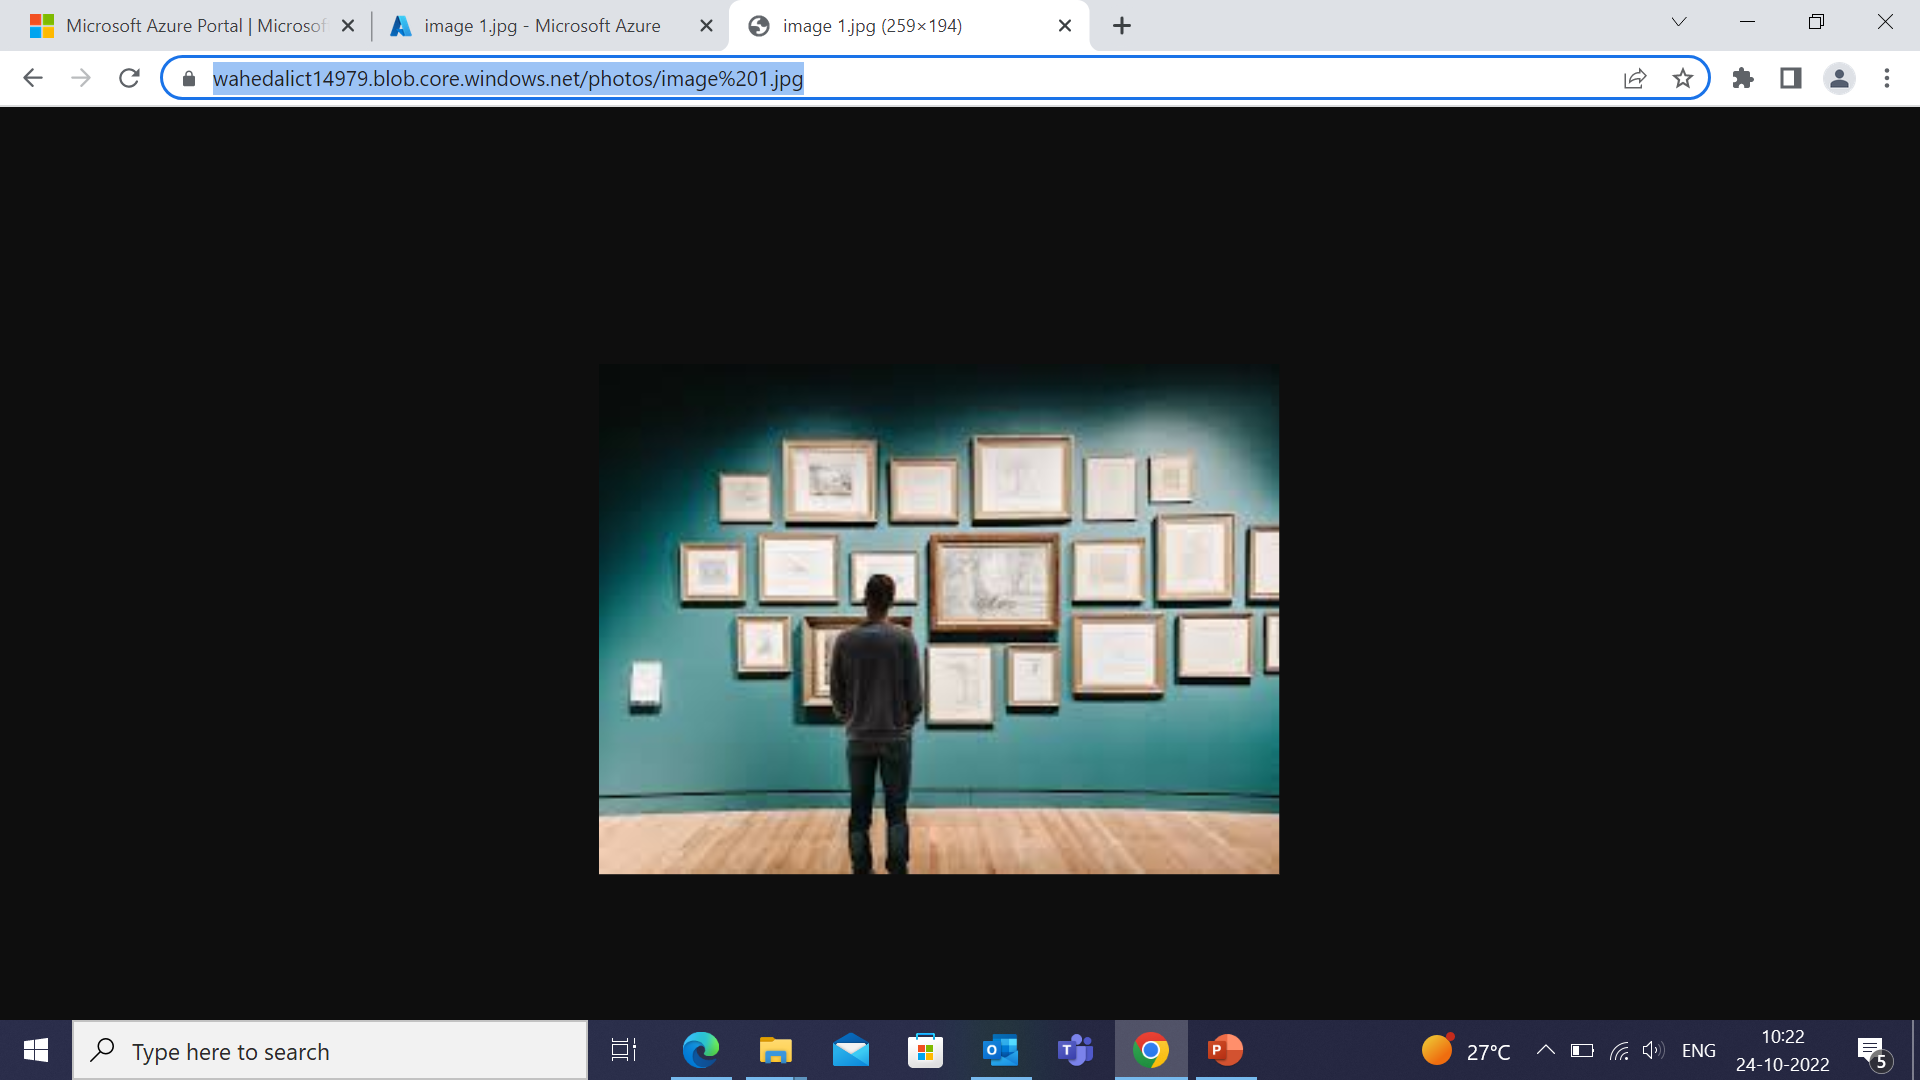 Microsoft Azure Portal | Microsof
image 1.jpg - Microsoft Azure
image 1.jpg (259×194)
wahedalict14979.blob.core.windows.net/photos/image%201.jpg
Type here to search
27°C
ENG
10:22
24-10-2022
5